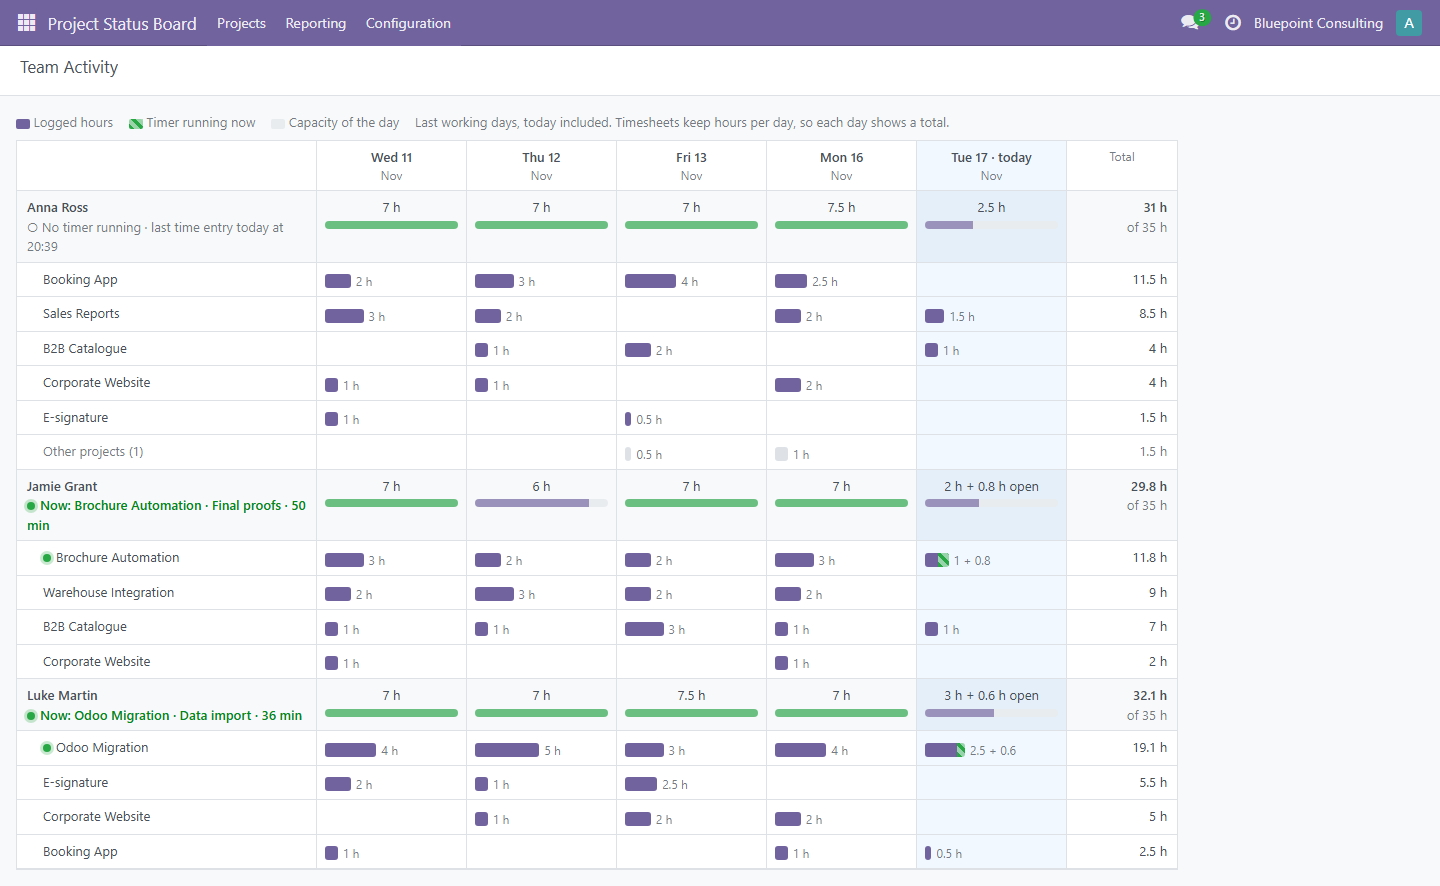 Project Status Board Projects Reporting Configuration 3 Bluepoint Consulting A
Team Activity
Logged hours Timer running now Capacity of the day Last working days, today included. Timesheets keep hours per day, so each day shows a total.
Wed 11 Thu 12 Fri 13 Mon 16 Tue 17 · today Total
Nov Nov Nov Nov Nov
Anna Ross 7 h 7 h 7 h 7.5 h 2.5 h 31 h
No timer running · last time entry today at of 35 h
20:39
Booking App 2 h 3 h 4 h 2.5 h 11.5 h
Sales Reports 3 h 2 h 2 h 1.5 h 8.5 h
B2B Catalogue 1 h 2 h 1 h 4 h
Corporate Website 1 h 1 h 2 h 4 h
E-signature 1 h 0.5 h 1.5 h
Other projects (1) 0.5 h 1 h 1.5 h
Jamie Grant 7 h 6 h 7 h 7 h 2 h + 0.8 h open 29.8 h
Now: Brochure Automation · Final proofs · 50 of 35 h
min
Brochure Automation 3 h 2 h 2 h 3 h 1 + 0.8 11.8 h
Warehouse Integration 2 h 3 h 2 h 2 h 9 h
B2B Catalogue 1 h 1 h 3 h 1 h 1 h 7 h
Corporate Website 1 h 1 h 2 h
Luke Martin 7 h 7 h 7.5 h 7 h 3 h + 0.6 h open 32.1 h
Now: Odoo Migration · Data import · 36 min of 35 h
Odoo Migration 4 h 5 h 3 h 4 h 2.5 + 0.6 19.1 h
E-signature 2 h 1 h 2.5 h 5.5 h
Corporate Website 1 h 2 h 2 h 5 h
Booking App 1 h 1 h 0.5 h 2.5 h